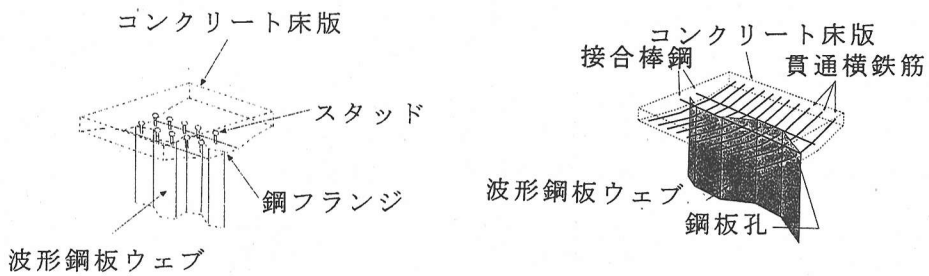 コンクリート床版
スタッド
鋼フランジ
波形鋼板ウェブ
コンクリート床版
接合棒鋼
貫通横鉄筋
波形鋼板ウェブ
鋼板孔